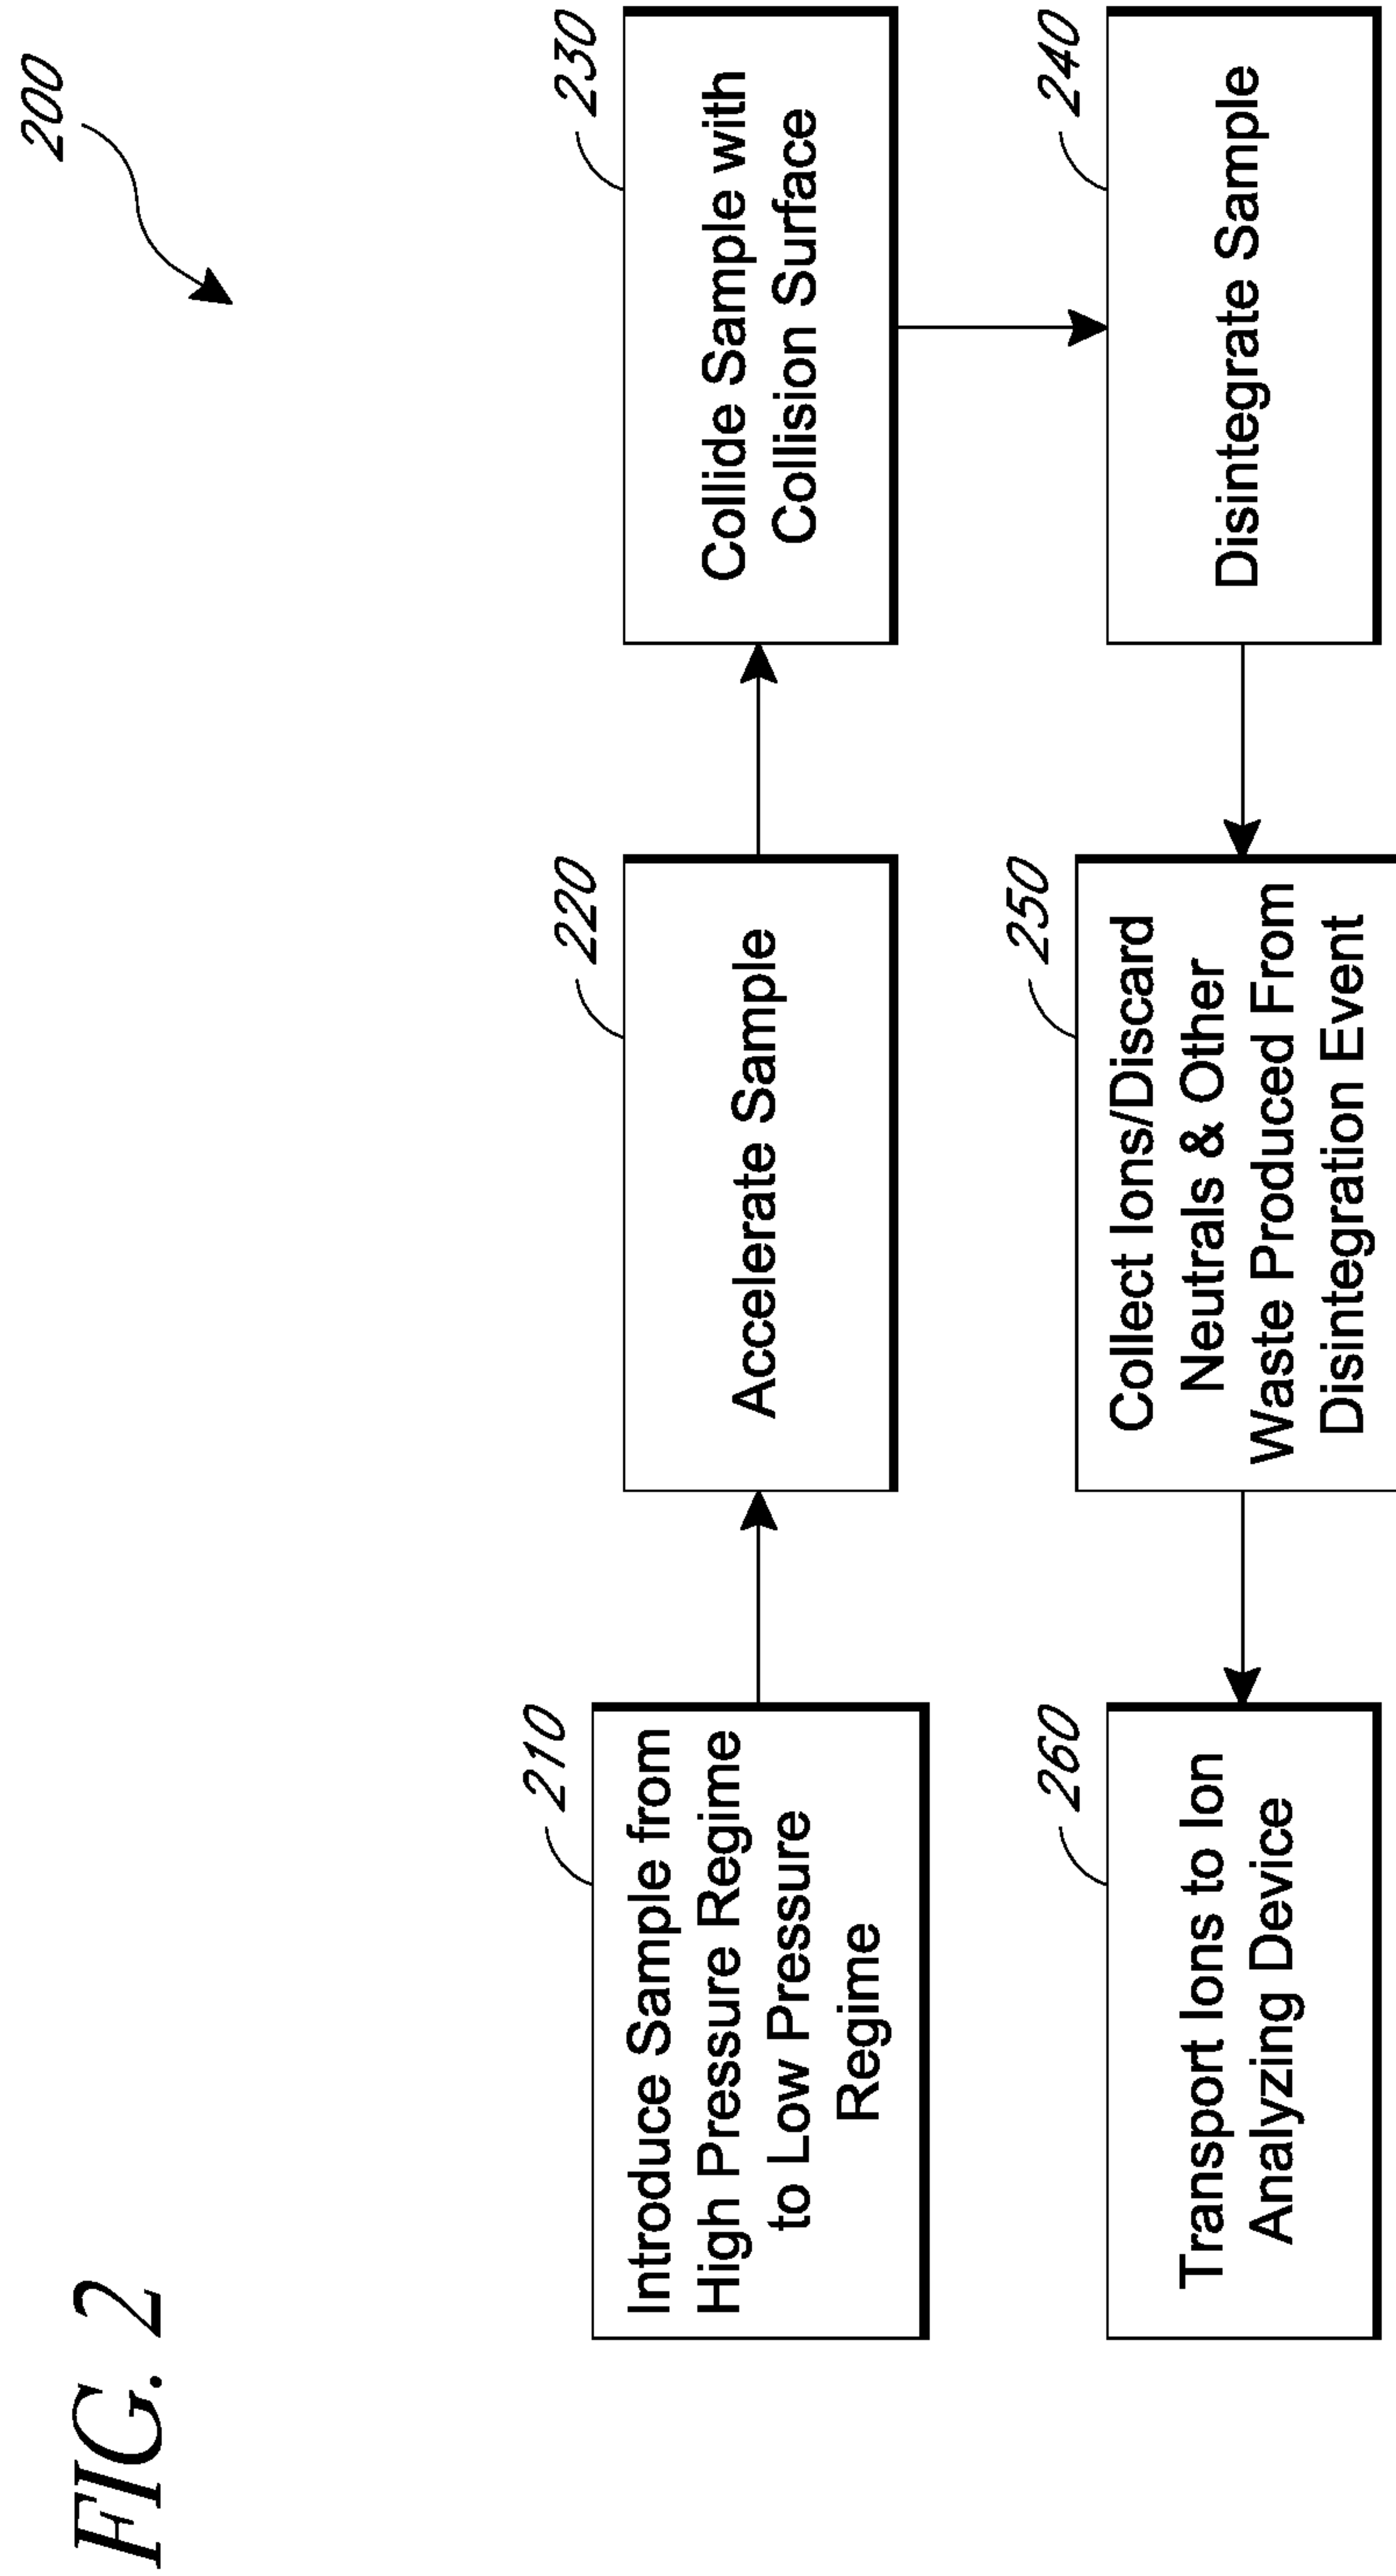 FIG. 2
200
210
Introduce Sample from
High Pressure Regime
to Low Pressure
Regime
220
Accelerate Sample
230
Collide Sample with
Collision Surface
240
Disintegrate Sample
250
Collect Ions/Discard
Neutrals & Other
Waste Produced From
Disintegration Event
260
Transport Ions to Ion
Analyzing Device